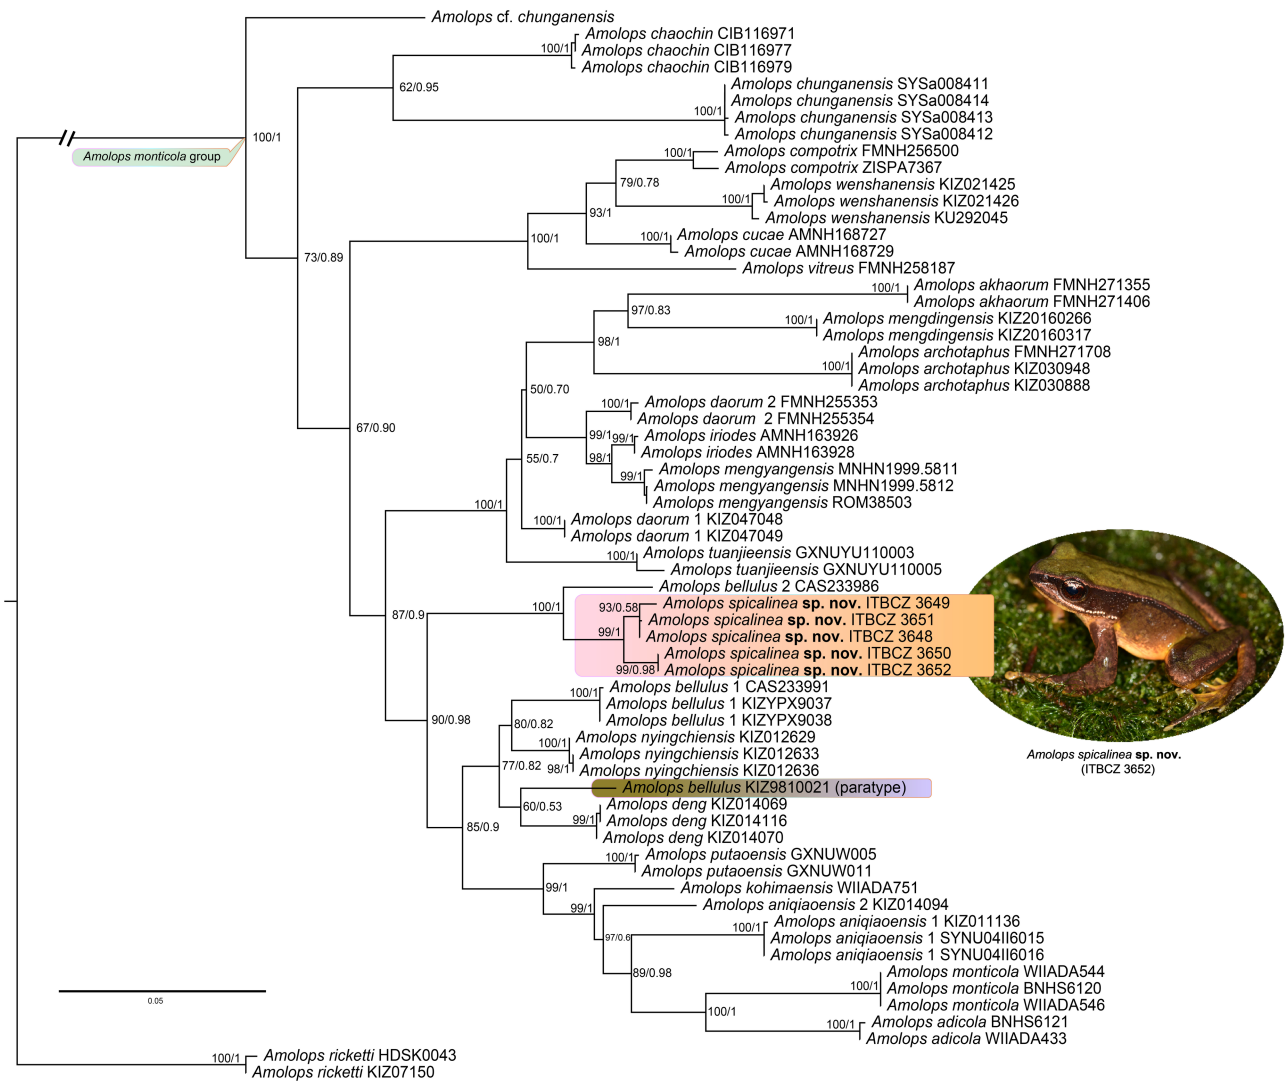 Amolops cf. chunganensis
Amolops chaochin CIB116971
100/1
Amolops chaochin CIB116977
Amolops chaochin CIB116979
62/0.95
Amolops chunganensis SYSa008411
Amolops chunganensis SYSa008414
100/1
Amolops chunganensis SYSa008413
Amolops chunganensis SYSa008412
100/1
Amolops monticola group
100/1
Amolops compotrix FMNH256500
Amolops compotrix ZISPA7367
79/0.78
Amolops wenshanensis KIZ021425
100/1
Amolops wenshanensis KIZ021426
Amolops wenshanensis KU292045
93/1
100/1
Amolops cucae AMNH168727
100/1
Amolops cucae AMNH168729
73/0.89
Amolops vitreus FMNH258187
Amolops akhaorum FMNH271355
100/1
Amolops akhaorum FMNH271406
97/0.83
Amolops mengdingensis KIZ20160266
100/1
Amolops mengdingensis KIZ20160317
98/1
Amolops archotaphus FMNH271708
100/1
Amolops archotaphus KIZ030948
Amolops archotaphus KIZ030888
50/0.70
Amolops daorum 2 FMNH255353
100/1
Amolops daorum 2 FMNH255354
67/0.90
99/1
99/1
Amolops iriodes AMNH163926
Amolops iriodes AMNH163928
55/0.7
98/1
Amolops mengyangensis MNHN1999.5811
99/1
Amolops mengyangensis MNHN1999.5812
Amolops mengyangensis ROM38503
100/1
Amolops daorum 1 KIZ047048
100/1
Amolops daorum 1 KIZ047049
Amolops tuanjieensis GXNUYU110003
100/1
Amolops tuanjieensis GXNUYU110005
Amolops bellulus 2 CAS233986
87/0.9
100/1
93/0.58
Amolops spicalinea sp. nov. ITBCZ 3649
Amolops spicalinea sp. nov. ITBCZ 3651
99/1
Amolops spicalinea sp. nov. ITBCZ 3648
Amolops spicalinea sp. nov. ITBCZ 3650
99/0.98
Amolops spicalinea sp. nov. ITBCZ 3652
Amolops bellulus 1 CAS233991
100/1
Amolops bellulus 1 KIZYPX9037
Amolops bellulus 1 KIZYPX9038
90/0.98
80/0.82
Amolops nyingchiensis KIZ012629
100/1
Amolops nyingchiensis KIZ012633
77/0.82
98/1
Amolops nyingchiensis KIZ012636
Amolops bellulus KIZ9810021 (paratype)
60/0.53
Amolops deng KIZ014069
99/1
Amolops deng KIZ014116
Amolops deng KIZ014070
85/0.9
Amolops putaoensis GXNUW005
100/1
Amolops putaoensis GXNUW011
99/1
Amolops kohimaensis WIIADA751
99/1
Amolops aniqiaoensis 2 KIZ014094
97/0.6
Amolops aniqiaoensis 1 KIZ011136
100/1
Amolops aniqiaoensis 1 SYNU04II6015
Amolops aniqiaoensis 1 SYNU04II6016
89/0.98
Amolops monticola WIIADA544
100/1
Amolops monticola BNHS6120
Amolops monticola WIIADA546
100/1
Amolops adicola BNHS6121
100/1
Amolops adicola WIIADA433
Amolops spicalinea sp. nov.
(ITBCZ 3652)
0.05
100/1
Amolops ricketti HDSK0043
Amolops ricketti KIZ07150